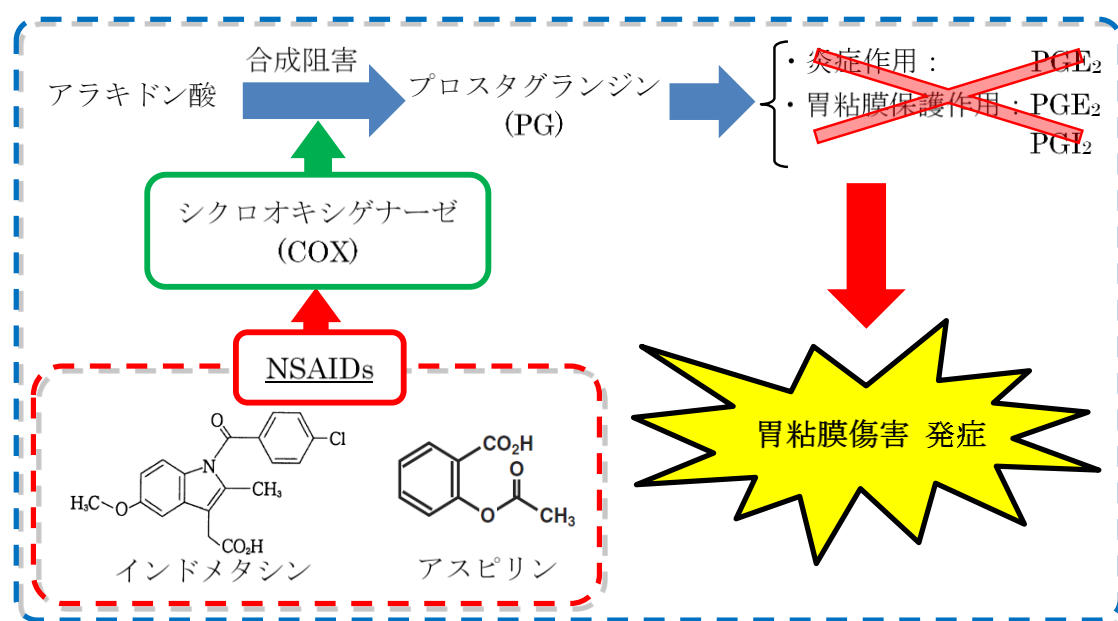 合成阻害
アラキドン酸
プロスタグランジン
(PG)
・炎症作用： PGE₂
・胃粘膜保護作用：PGE₂
PGI₂
シクロオキシゲナーゼ
(COX)
NSAIDs
O
Cl
N
CH₃
H₃C
O
CO₂H
インドメタシン
CO₂H
O
O
CH₃
アスピリン
胃粘膜傷害 発症